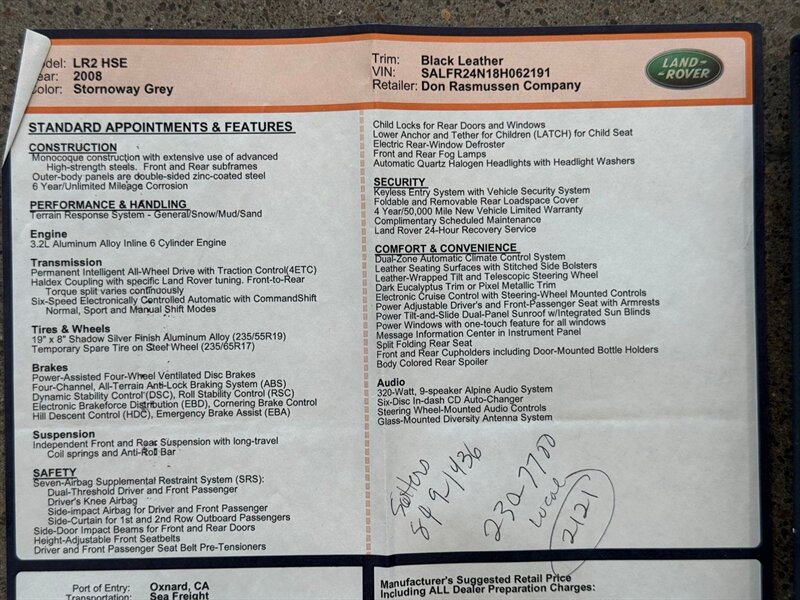 odel: LR2 HSE
ear: 2008
olor: Stornoway Grey
Trim: Black Leather
VIN: SALFR24N18H062191
Retailer: Don Rasmussen Company
LAND-
-ROVER
STANDARD APPOINTMENTS & FEATURES
CONSTRUCTION
Monocoque construction with extensive use of advanced
High-strength steels. Front and Rear subframes
Outer-body panels are double-sided zinc-coated steel
6 Year/Unlimited Mileage Corrosion
PERFORMANCE & HANDLING
Terrain Response System - General/Snow/Mud/Sand
Engine
3.2L Aluminum Alloy Inline 6 Cylinder Engine
Transmission
Permanent Intelligent All-Wheel Drive with Traction Control(4ETC)
Haldex Coupling with specific Land Rover tuning. Front-to-Rear
Torque split varies continuously
Six-Speed Electronically Controlled Automatic with CommandShift
Normal, Sport and Manual Shift Modes
Tires & Wheels
19" x 8" Shadow Silver Finish Aluminum Alloy (235/55R19)
Temporary Spare Tire on Steel Wheel (235/65R17)
Brakes
Power-Assisted Four-Wheel Ventilated Disc Brakes
Four-Channel, All-Terrain Anti-Lock Braking System (ABS)
Dynamic Stability Control (DSC), Roll Stability Control (RSC)
Electronic Brakeforce Distribution (EBD), Cornering Brake Control
Hill Descent Control (HDC), Emergency Brake Assist (EBA)
Suspension
Independent Front and Rear Suspension with long-travel
Coil springs and Anti-Roll Bar
SAFETY
Seven-Airbag Supplemental Restraint System (SRS):
Dual-Threshold Driver and Front Passenger
Driver's Knee Airbag
Side-impact Airbag for Driver and Front Passenger
Side-Curtain for 1st and 2nd Row Outboard Passengers
Side-Door Impact Beams for Front and Rear Doors
Height-Adjustable Front Seatbelts
Driver and Front Passenger Seat Belt Pre-Tensioners
Child Locks for Rear Doors and Windows
Lower Anchor and Tether for Children (LATCH) for Child Seat
Electric Rear-Window Defroster
Front and Rear Fog Lamps
Automatic Quartz Halogen Headlights with Headlight Washers
SECURITY
Keyless Entry System with Vehicle Security System
Foldable and Removable Rear Loadspace Cover
4 Year/50,000 Mile New Vehicle Limited Warranty
Complimentary Scheduled Maintenance
Land Rover 24-Hour Recovery Service
COMFORT & CONVENIENCE
Dual-Zone Automatic Climate Control System
Leather Seating Surfaces with Stitched Side Bolsters
Leather-Wrapped Tilt and Telescopic Steering Wheel
Dark Eucalyptus Trim or Pixel Metallic Trim
Electronic Cruise Control with Steering-Wheel Mounted Controls
Power Adjustable Driver's and Front-Passenger Seat with Armrests
Power Tilt-and-Slide Dual-Panel Sunroof w/Integrated Sun Blinds
Power Windows with one-touch feature for all windows
Message Information Center in Instrument Panel
Split Folding Rear Seat
Front and Rear Cupholders including Door-Mounted Bottle Holders
Body Colored Rear Spoiler
Audio
320-Watt, 9-speaker Alpine Audio System
Six-Disc In-dash CD Auto-Changer
Steering Wheel-Mounted Audio Controls
Glass-Mounted Diversity Antenna System
849-1436
232-7700
Local
2121
Port of Entry: Oxnard, CA
Transportation: Sea Freight
Manufacturer's Suggested Retail Price
Including ALL Dealer Preparation Charges: